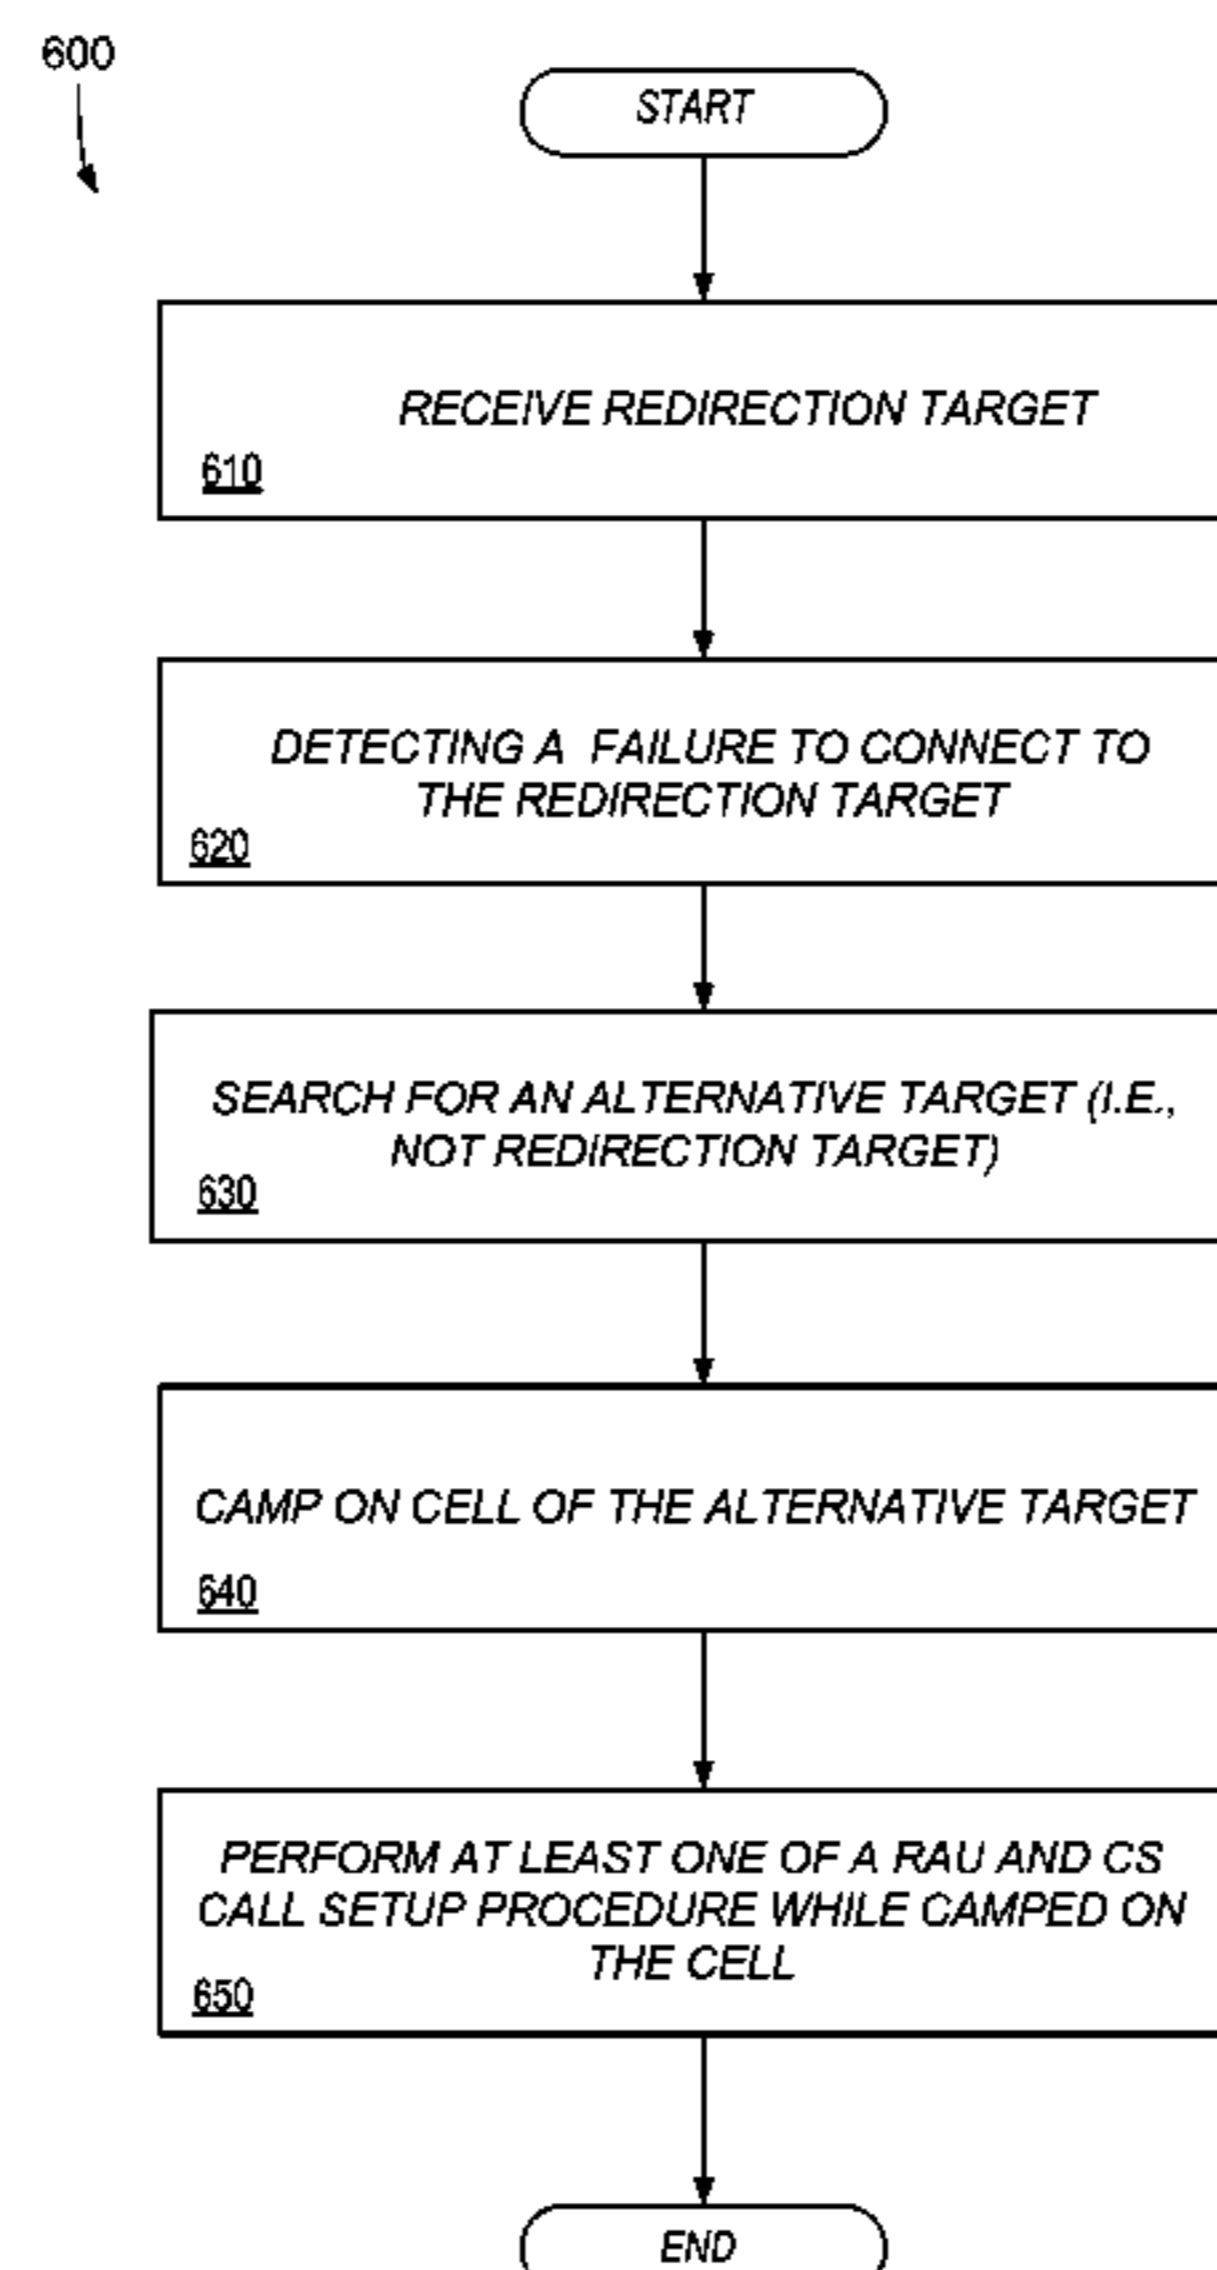 600
START
RECEIVE REDIRECTION TARGET
610
DETECTING A FAILURE TO CONNECT TO
THE REDIRECTION TARGET
620
SEARCH FOR AN ALTERNATIVE TARGET (I.E.,
NOT REDIRECTION TARGET)
630
CAMP ON CELL OF THE ALTERNATIVE TARGET
640
PERFORM AT LEAST ONE OF A RAU AND CS
CALL SETUP PROCEDURE WHILE CAMPED ON
THE CELL
650
END